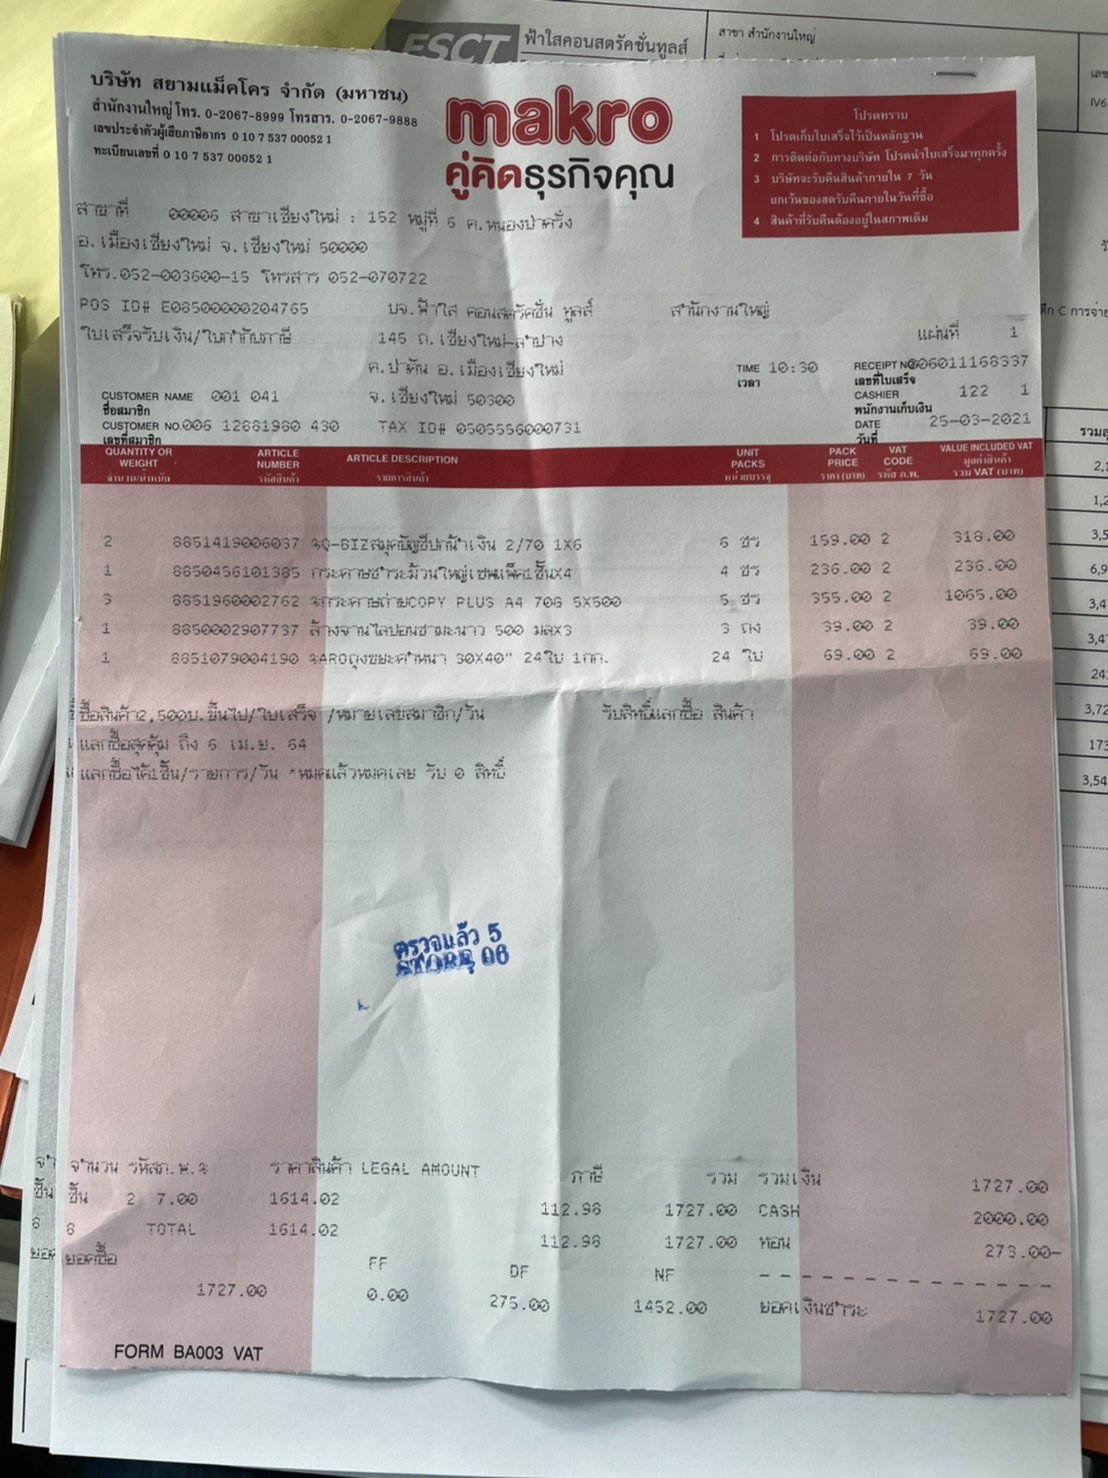 ESCT
ฟ้าใสคอนสตรัคชั่นทูลส์
สาขา สำนักงานใหญ่
บริษัท สยามแม็คโคร จำกัด (มหาชน)
สำนักงานใหญ่ โทร. 0-2067-8999 โทรสาร. 0-2067-9888
เลขประจำตัวผู้เสียภาษีอากร 0 10 7 537 00052 1
ทะเบียนเลขที่ 0 10 7 537 00052 1
makro
คู่คิดธุรกิจคุณ
โปรดทราบ
1 โปรดเก็บใบเสร็จไว้เป็นหลักฐาน
2 การติดต่อกับทางบริษัท โปรดนำใบเสร็จมาทุกครั้ง
3 บริษัทจะรับคืนสินค้าภายใน 7 วัน
ยกเว้นของสดรับคืนภายในวันที่ซื้อ
4 สินค้าที่รับคืนต้องอยู่ในสภาพเดิม
สาขาที่ 00006 สาขาเชียงใหม่ : 152 หมู่ที่ 6 ต.หนองป่าครั่ง
อ.เมืองเชียงใหม่ จ.เชียงใหม่ 50000
โทร.052-003600-15 โทรสาร 052-070722
POS ID# E08500000204765 บจ.ฟ้าใส คอนสตรัคชั่น ทูลส์ สำนักงานใหญ่
ใบเสร็จรับเงิน/ใบกำกับภาษี 145 ถ.เชียงใหม่-ลำปาง แผ่นที่ 1
ต.ป่าตัน อ.เมืองเชียงใหม่ TIME 10:30 RECEIPT NO 006011168337
เวลา เลขที่ใบเสร็จ
CUSTOMER NAME 001 041 จ.เชียงใหม่ 50300 CASHIER 122 1
ชื่อสมาชิก พนักงานเก็บเงิน
CUSTOMER NO.006 12881980 430 TAX ID# 0505556000731 DATE 25-03-2021
เลขที่สมาชิก วันที่
QUANTITY OR WEIGHT ARTICLE NUMBER ARTICLE DESCRIPTION UNIT PACKS PACK PRICE VAT CODE VALUE INCLUDED VAT
จำนวน/น้ำหนัก รหัสสินค้า รายการสินค้า หน่วยบรรจุ ราคา (บาท) รหัส ภ.พ. มูลค่าสินค้า รวม VAT (บาท)
2 8851419006037 %Q-BIZสมุดบัญชีปกน้ำเงิน 2/70 1X6 6 ชร 159.00 2 318.00
1 8850456101385 กระดาษชำระม้วนใหญ่เซพแพ็ค1ชั้นX4 4 ชร 236.00 2 236.00
3 8851960002762 %กระดาษถ่ายCOPY PLUS A4 70G 5X500 5 ชร 355.00 2 1065.00
1 8850002907737 ล้างจานไลปอนชามะนาว 500 มลX3 3 ถง 39.00 2 39.00
1 8851079004190 %AROถุงขยะดำหนา 30X40" 24ใบ 1กก. 24 ใบ 69.00 2 69.00
ซื้อสินค้า2,500บ.ขึ้นไป/ใบเสร็จ /หมายเลขสมาชิก/วัน รับสิทธิ์แลกซื้อ สินค้า
แลกซื้อสุดคุ้ม ถึง 6 เม.ย. 64
แลกซื้อได้1ชิ้น/รายการ/วัน *หมดแล้วหมดเลย รับ 0 สิทธิ์
ตรวจแล้ว 5
STORE 06
จำนวน รหัสภ.พ.% ราคาสินค้า LEGAL AMOUNT ภาษี รวม รวมเงิน 1727.00
ชิ้น 2 7.00 1614.02 112.98 1727.00 CASH 2000.00
8 TOTAL 1614.02 112.98 1727.00 ทอน 273.00-
ยอดซื้อ FF DF NF
1727.00 0.00 275.00 1452.00 ยอดเงินชำระ 1727.00
FORM BA003 VAT